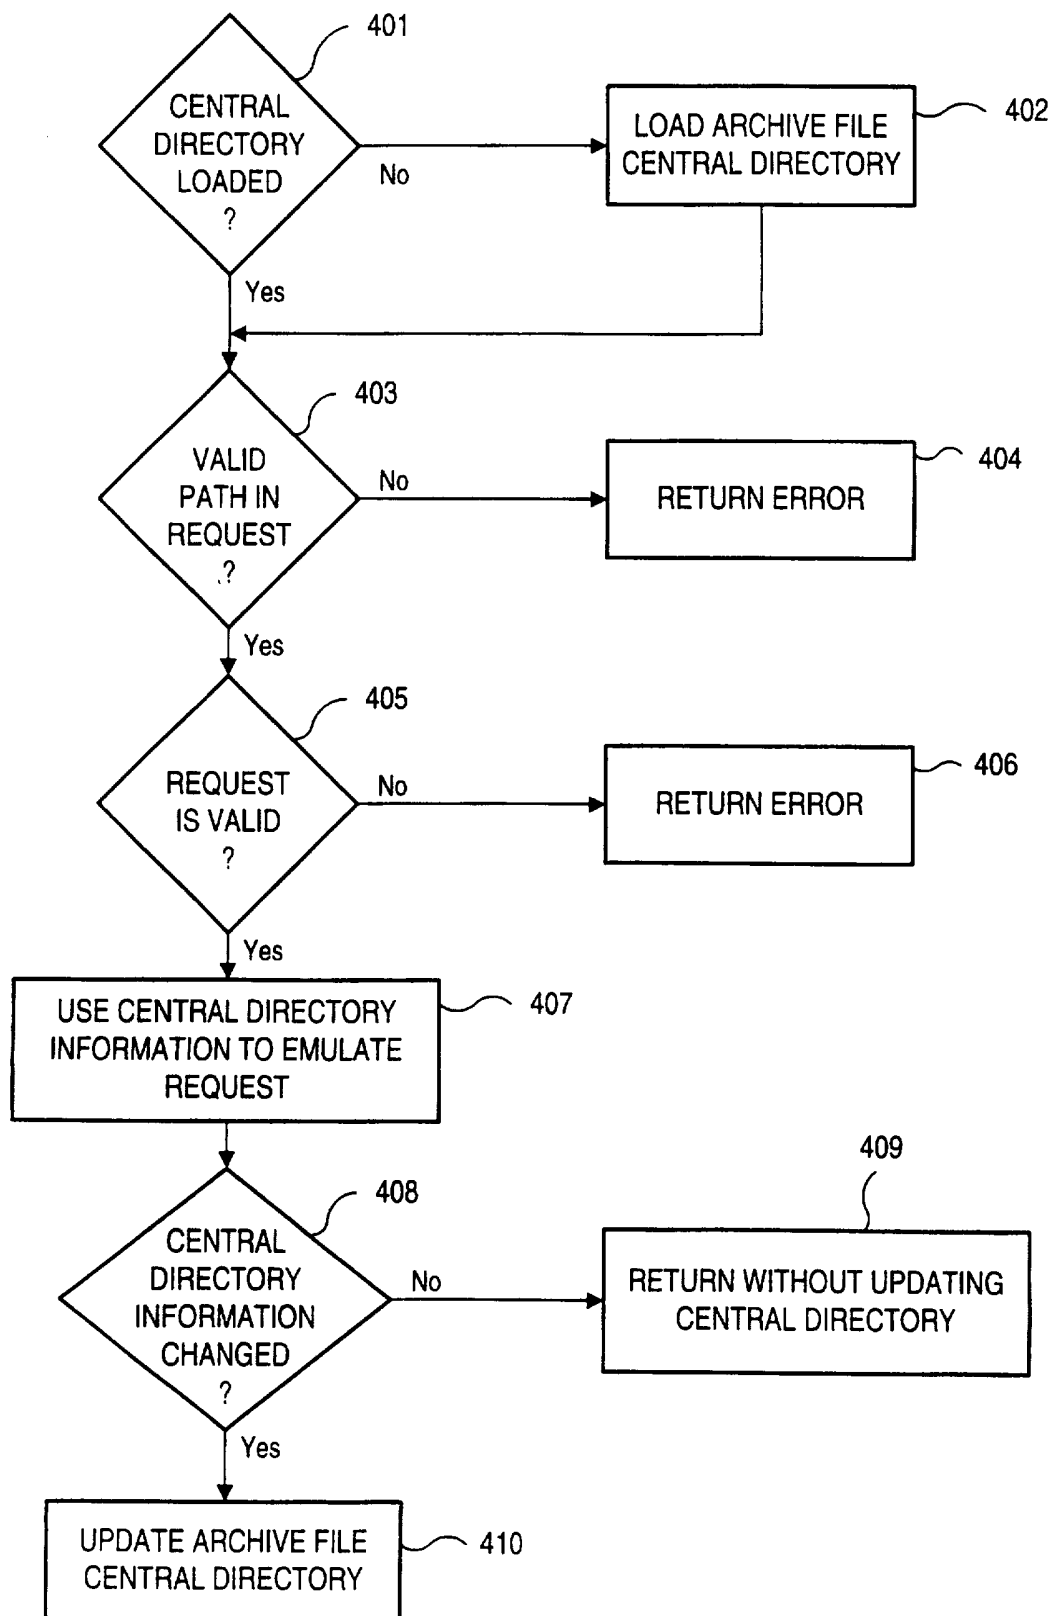 401
CENTRAL
DIRECTORY
LOADED
?
No
LOAD ARCHIVE FILE
CENTRAL DIRECTORY
402
Yes
403
VALID
PATH IN
REQUEST
?
No
RETURN ERROR
404
Yes
405
REQUEST
IS VALID
?
No
RETURN ERROR
406
Yes
USE CENTRAL DIRECTORY
INFORMATION TO EMULATE
REQUEST
407
408
CENTRAL
DIRECTORY
INFORMATION
CHANGED
?
No
409
RETURN WITHOUT UPDATING
CENTRAL DIRECTORY
Yes
UPDATE ARCHIVE FILE
CENTRAL DIRECTORY
410